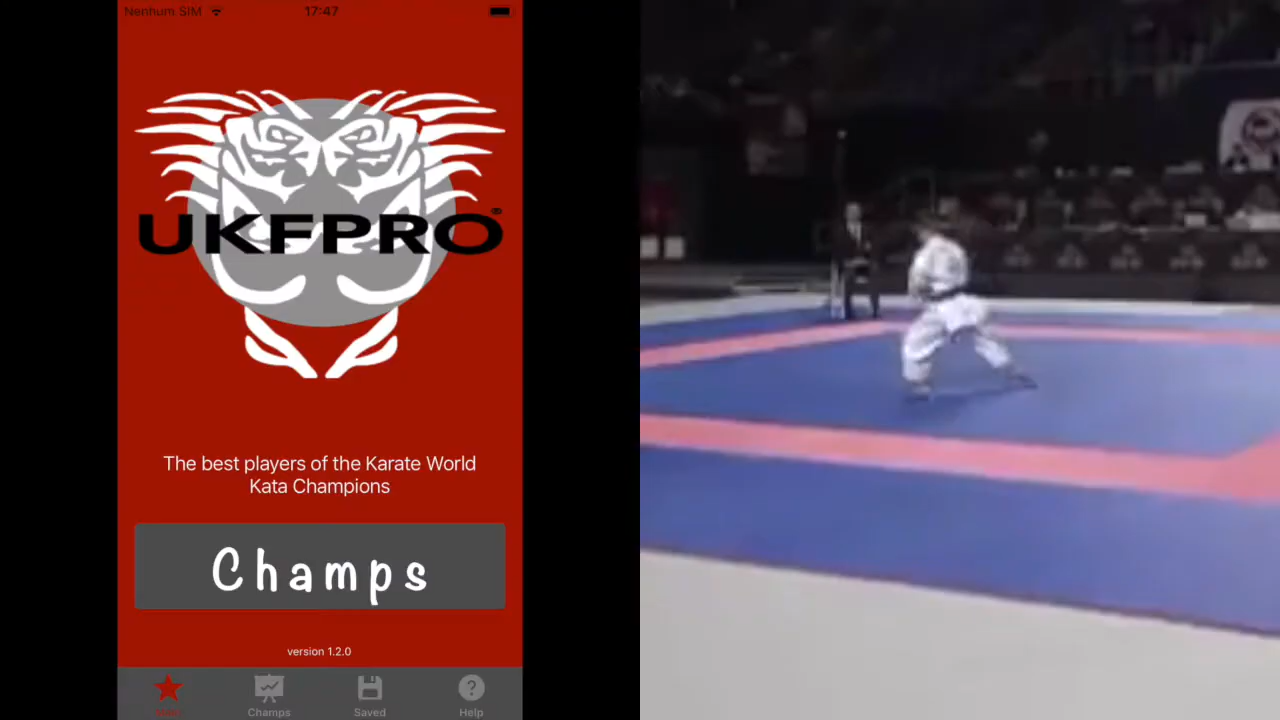 Nenhum SIM 17:47
UKFPRO
The best players of the Karate World
Kata Champions
Champs
version 1.2.0
Champs Saved Help